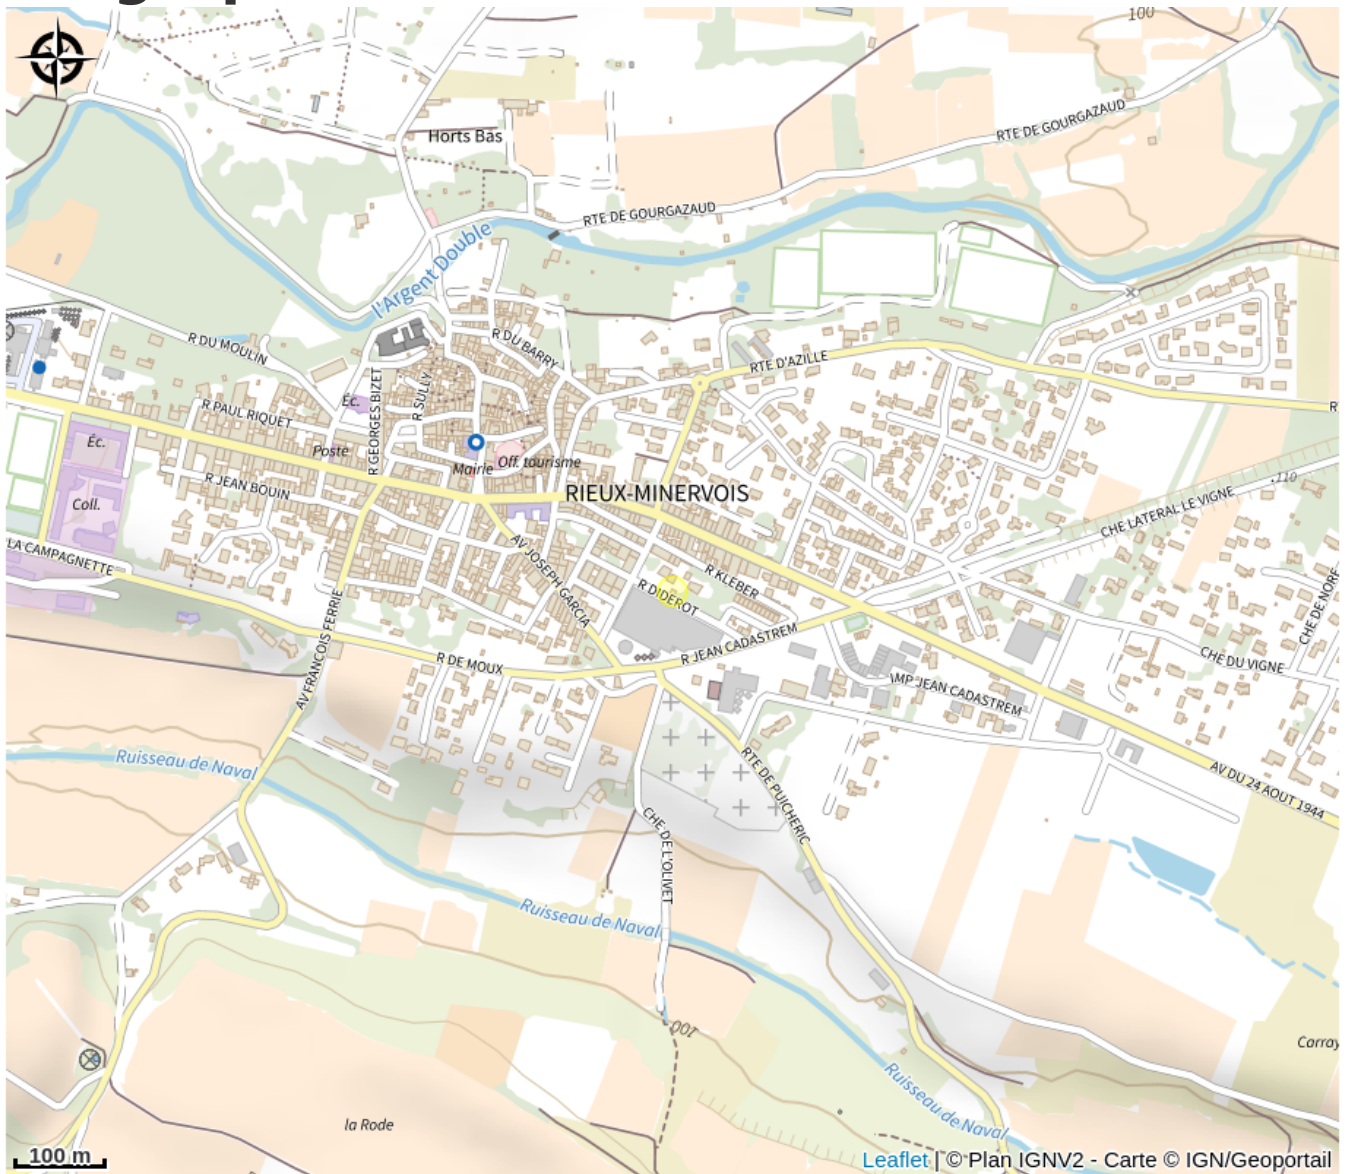 100
RTE DE GOURGAZAUD
Horts Bas
RTE DE GOURGAZAUD
l'Argent Double
R DU MOULIN
R DU BARRY
RTE D'AZILLE
R GEORGES BIZET
R SULLY
Éc.
R PAUL RIQUET
R
Éc.
Poste
Mairie
Off. tourisme
R JEAN BOUIN
RIEUX-MINERVOIS
110
Coll.
CHE LATERAL LE VIGNE
LA CAMPAGNETTE
AV JOSEPH GARCIA
R KLEBER
R DIDEROT
CHE DE NORE
AV FRANCOIS FERRIE
R JEAN CADASTREM
R DE MOUX
CHE DU VIGNE
IMP JEAN CADASTREM
Ruisseau de Naval
RTE DE PUICHERIC
AV DU 24 AOUT 1944
CHE DE L'OLIVET
Ruisseau de Naval
100
Carray
Ruisseau de Naval
la Rode
100 m
Leaflet | © Plan IGNV2 - Carte © IGN/Geoportail